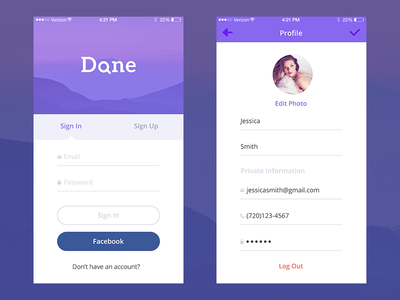 Verizon 4:21 PM 22%
Done
Sign In Sign Up
Email
Password
Sign In
Facebook
Don't have an account?
Verizon 4:21 PM 22%
Profile
Edit Photo
Jessica
Smith
Private Information
jessicasmith@gmail.com
(720)123-4567
Log Out